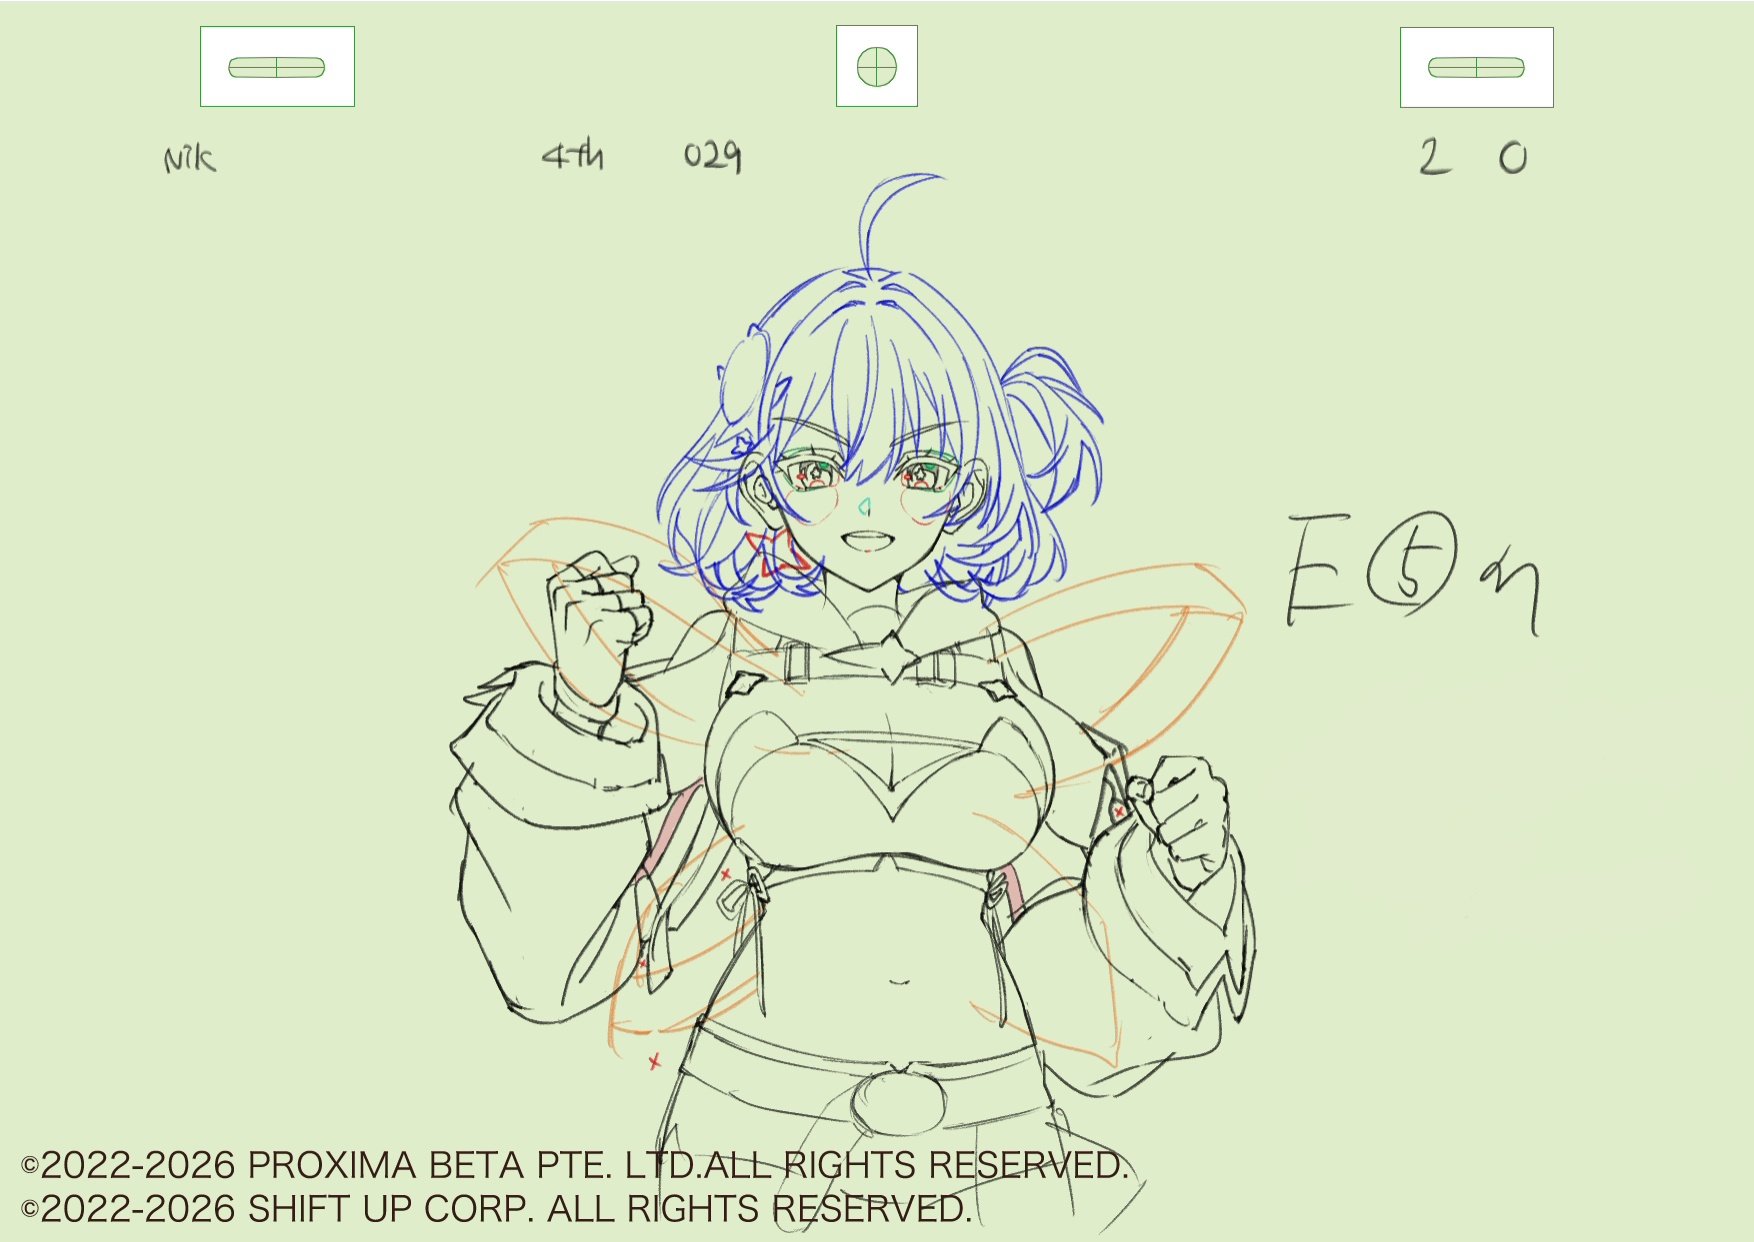 Nik 4th 029 2 0
E⑤
©2022-2026 PROXIMA BETA PTE. LTD.ALL RIGHTS RESERVED.
©2022-2026 SHIFT UP CORP. ALL RIGHTS RESERVED.